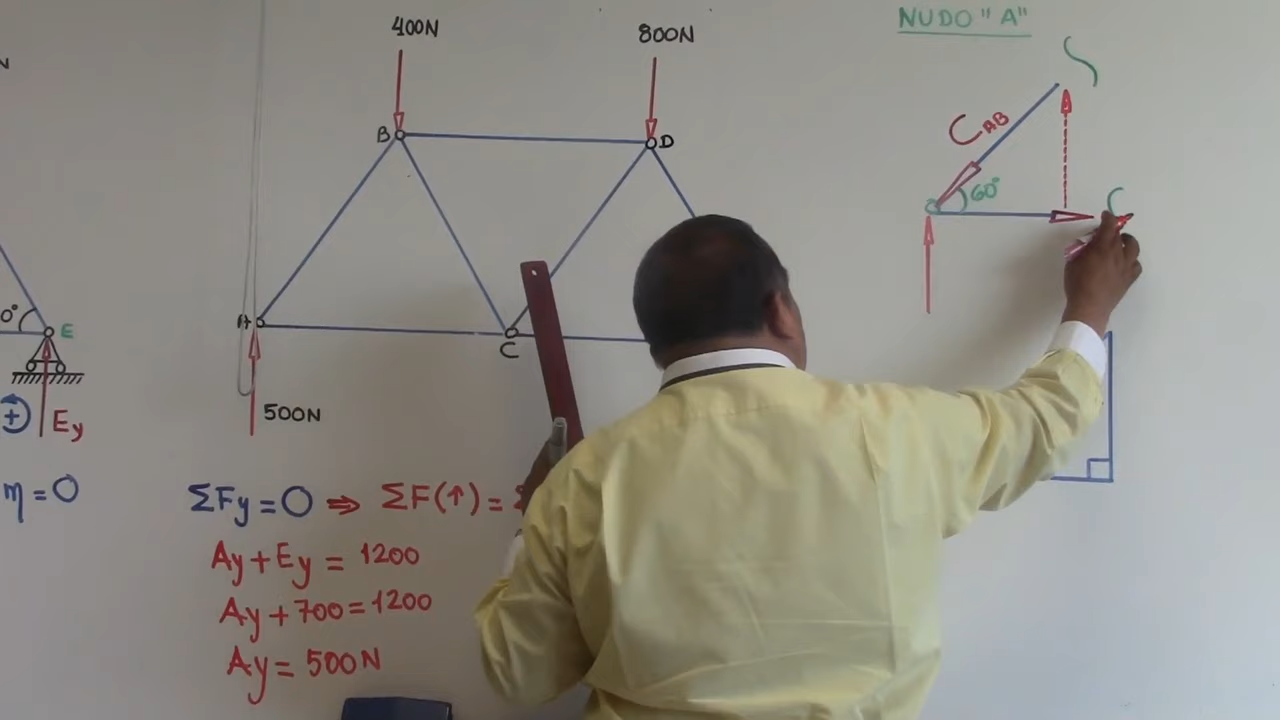 N
400N
800N
NUDO "A"
B
D
C AB
60°
A
C
500N
0°
E
+
Ey
η = 0
ΣFy = 0 ⇒ ΣF(↑) =
Ay + Ey = 1200
Ay + 700 = 1200
Ay = 500N